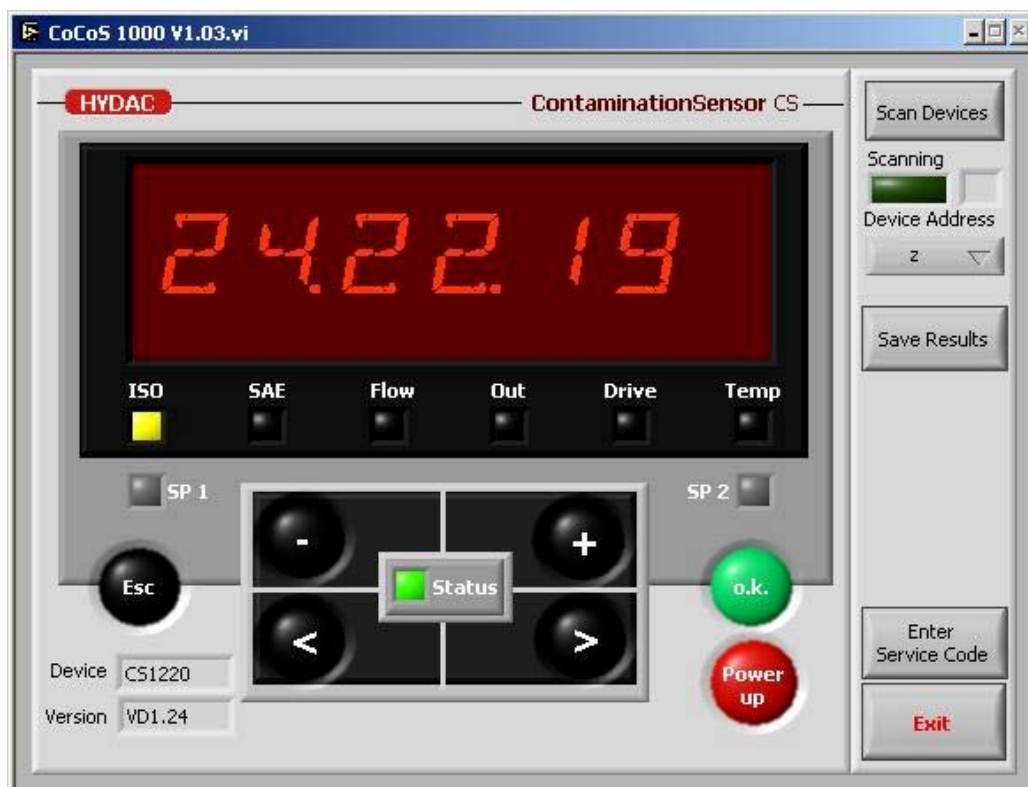 CoCoS 1000 V1.03.vi
HYDAC
ContaminationSensor CS
24.22.19
ISO SAE Flow Out Drive Temp
SP 1
SP 2
-
+
Esc
Status
o.k.
<
>
Power
up
Device CS1220
Version VD1.24
Scan Devices
Scanning
Device Address
z
Save Results
Enter
Service Code
Exit